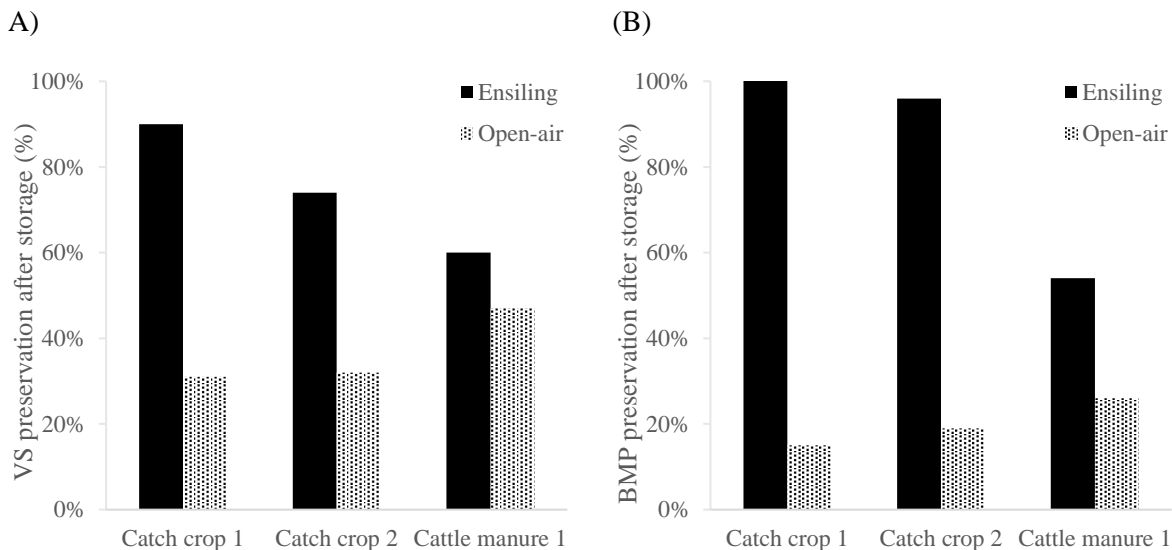 A)
VS preservation after storage (%)
100%
80%
60%
40%
20%
0%
Ensiling
Open-air
Catch crop 1 Catch crop 2 Cattle manure 1
(B)
BMP preservation after storage (%)
100%
80%
60%
40%
20%
0%
Ensiling
Open-air
Catch crop 1 Catch crop 2 Cattle manure 1